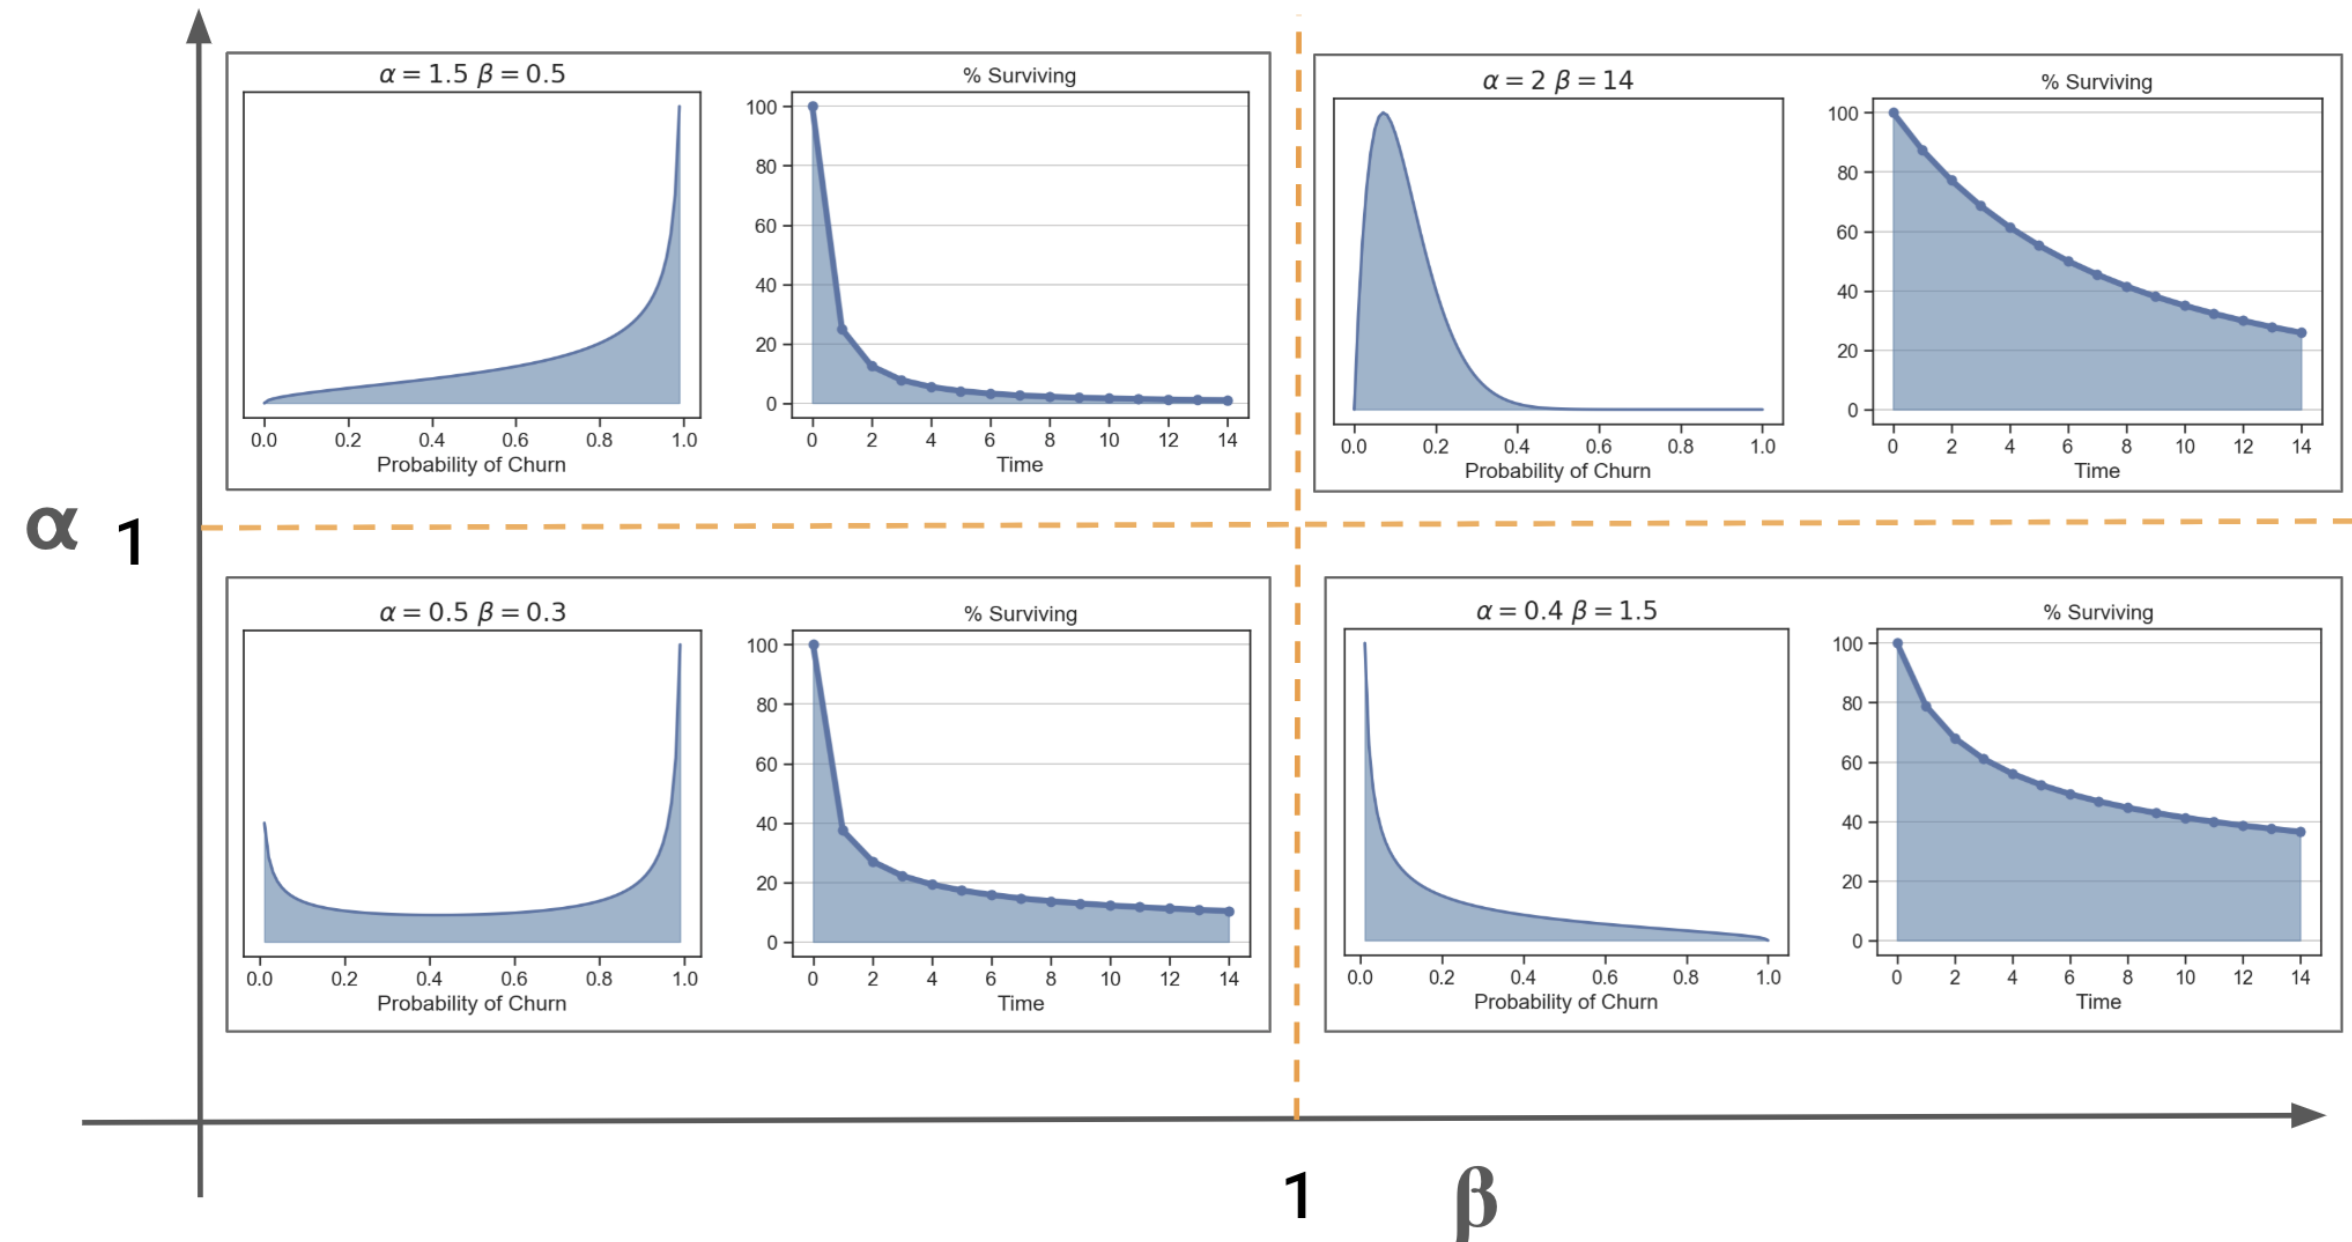 α = 1.5 β = 0.5
% Surviving
100
80
60
40
20
0
0.0 0.2 0.4 0.6 0.8 1.0
Probability of Churn
0 2 4 6 8 10 12 14
Time
α = 2 β = 14
% Surviving
100
80
60
40
20
0
0.0 0.2 0.4 0.6 0.8 1.0
Probability of Churn
0 2 4 6 8 10 12 14
Time
α 1
α = 0.5 β = 0.3
% Surviving
100
80
60
40
20
0
0.0 0.2 0.4 0.6 0.8 1.0
Probability of Churn
0 2 4 6 8 10 12 14
Time
α = 0.4 β = 1.5
% Surviving
100
80
60
40
20
0
0.0 0.2 0.4 0.6 0.8 1.0
Probability of Churn
0 2 4 6 8 10 12 14
Time
1 β